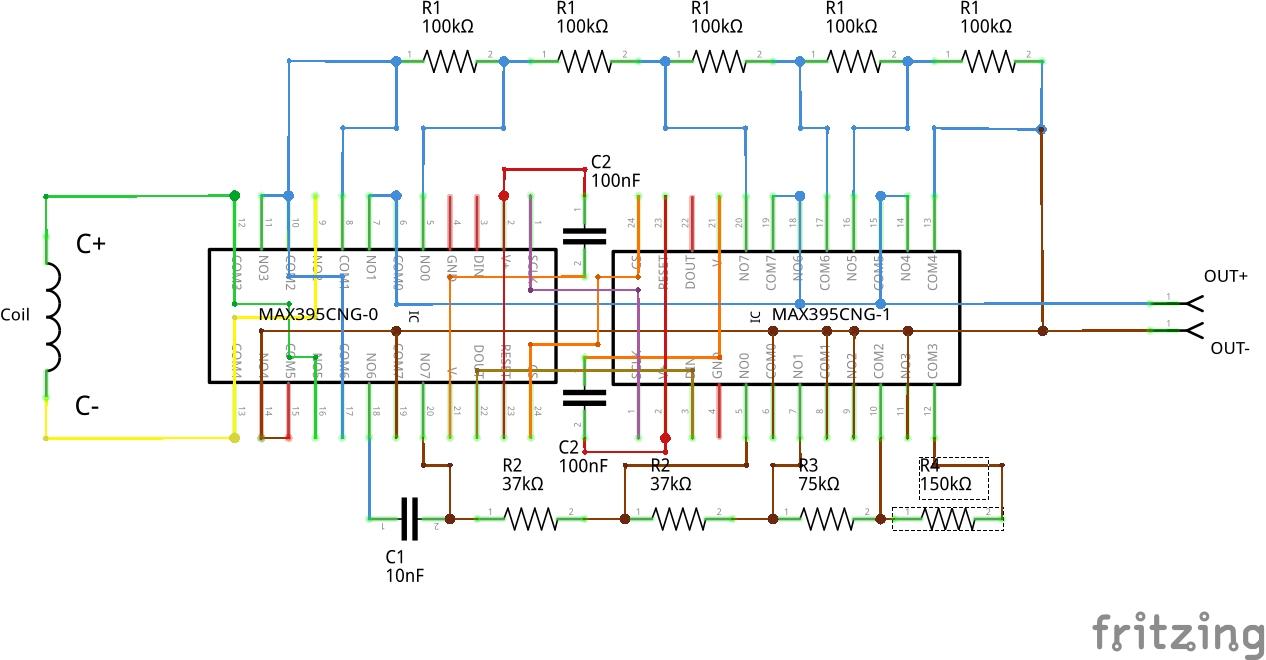 R1
100kΩ
R1
100kΩ
R1
100kΩ
R1
100kΩ
R1
100kΩ
C2
100nF
C+
Coil
C-
12
11
10
9
8
7
6
5
4
3
2
1
COM3
NO3
COM2
COM1
NO1
COM0
NO0
GND
DIN
V+
SCLK
MAX395CNG-0
IC
COM4
NO4
COM5
NO5
COM6
NO6
COM7
NO7
V-
DOUT
RESET
CS
13
14
15
16
17
18
19
20
21
22
23
24
24
23
22
21
20
19
18
17
16
15
14
13
CS
RESET
DOUT
V-
NO7
COM7
NO6
COM6
NO5
COM5
NO4
COM4
IC
MAX395CNG-1
SCLK
V+
DIN
GND
NO0
COM0
NO1
COM1
NO2
COM2
NO3
COM3
1
2
3
4
5
6
7
8
9
10
11
12
OUT+
OUT-
C2
100nF
R2
37kΩ
R2
37kΩ
R3
75kΩ
R4
150kΩ
C1
10nF
fritzing